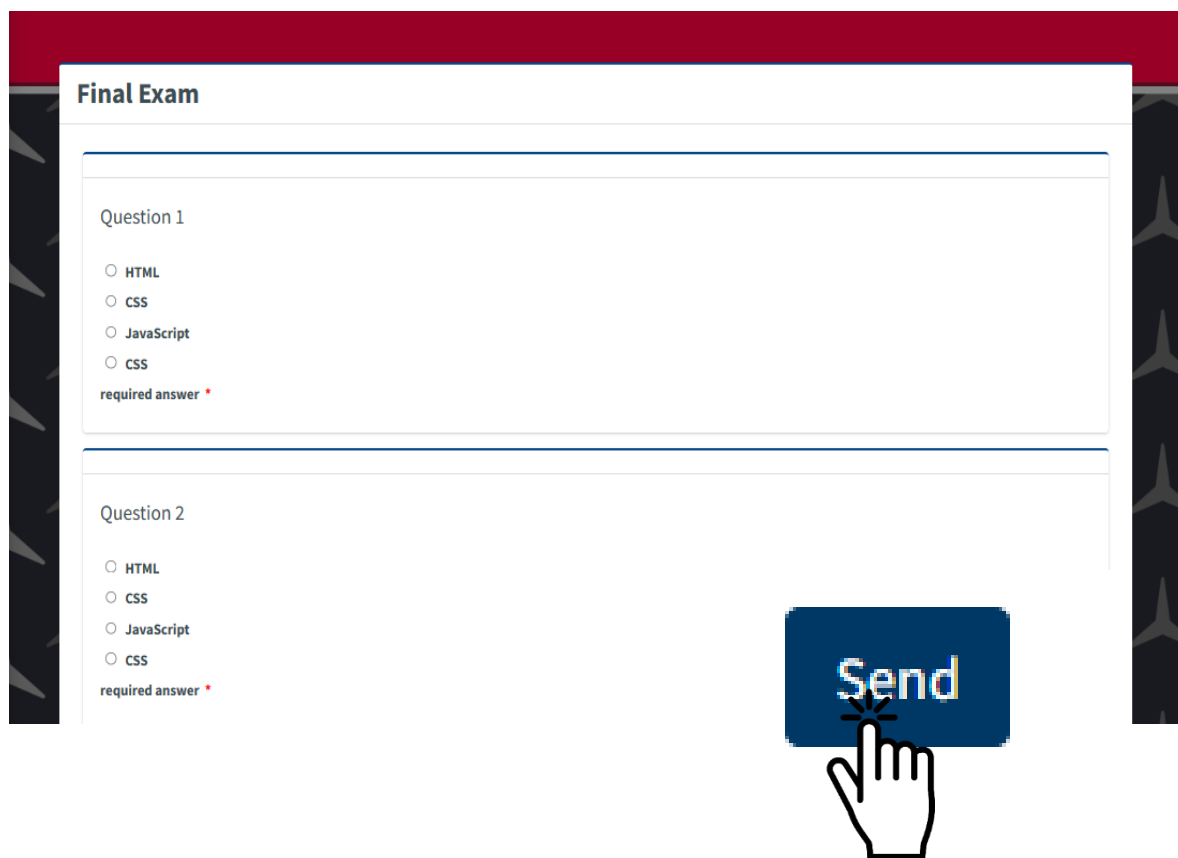 Final Exam
Question 1
HTML
CSS
JavaScript
CSS
required answer *
Question 2
HTML
CSS
JavaScript
CSS
required answer *
Send